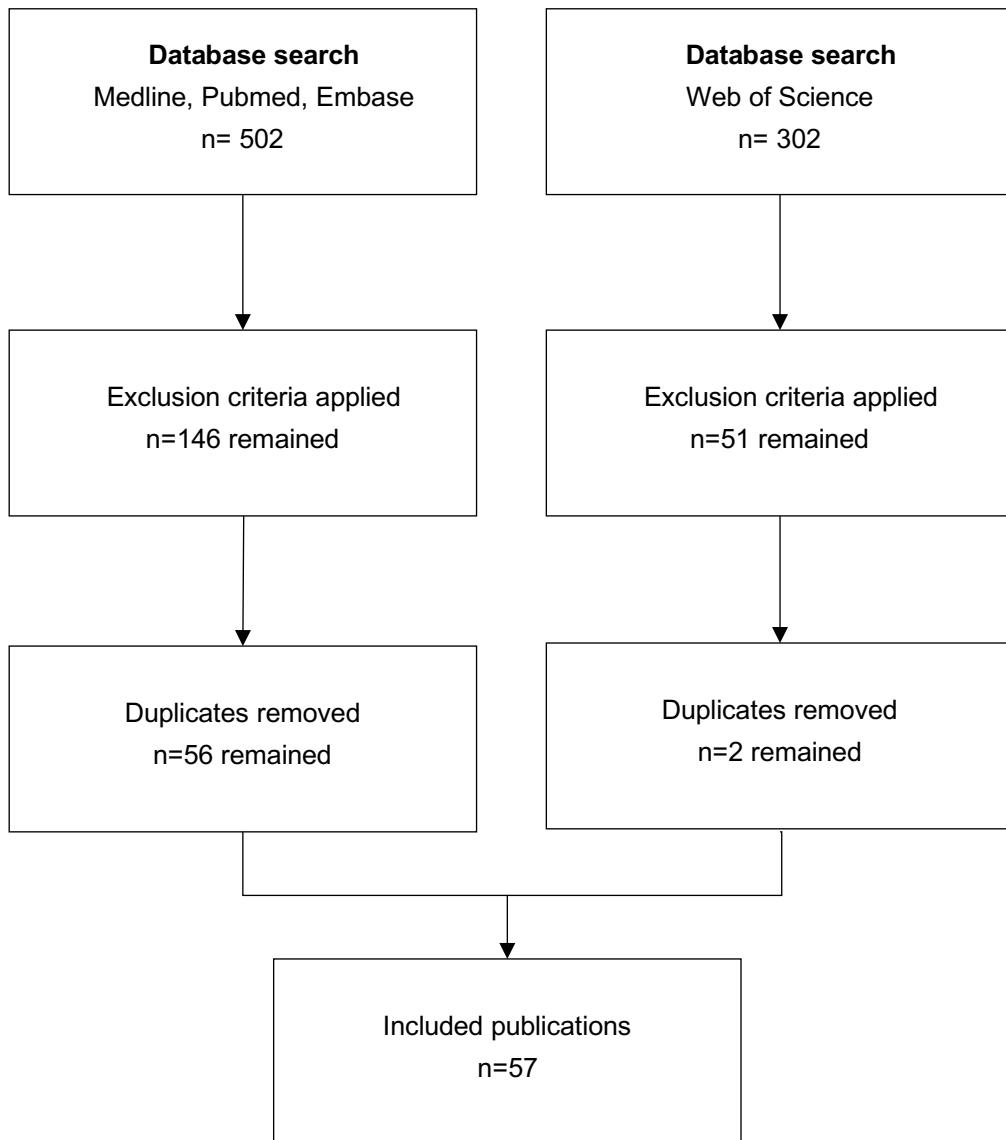 Database search
Medline, Pubmed, Embase
n= 502
Database search
Web of Science
n= 302
Exclusion criteria applied
n=146 remained
Exclusion criteria applied
n=51 remained
Duplicates removed
n=56 remained
Duplicates removed
n=2 remained
Included publications
n=57